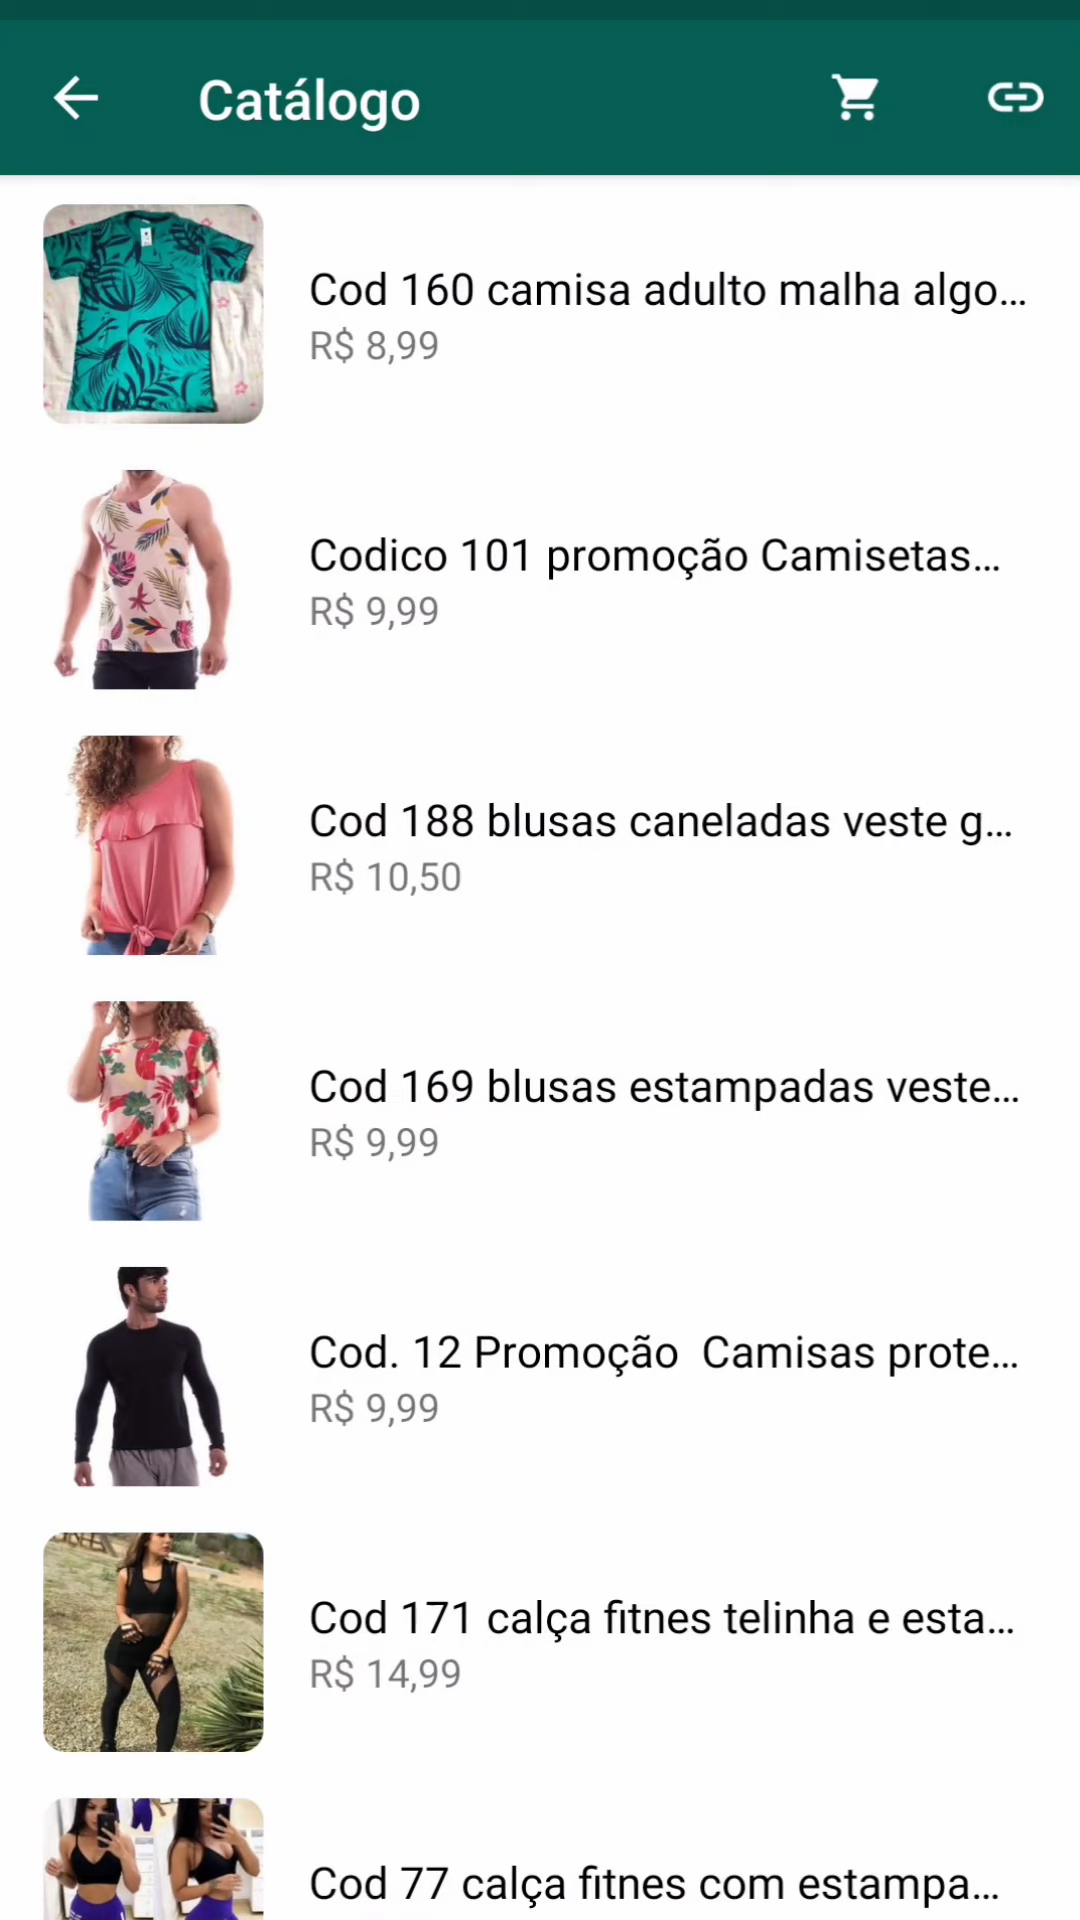 Catálogo
Cod 160 camisa adulto malha algo...
R$ 8,99
Codico 101 promoção Camisetas...
R$ 9,99
Cod 188 blusas caneladas veste g...
R$ 10,50
Cod 169 blusas estampadas veste...
R$ 9,99
Cod. 12 Promoção  Camisas prote...
R$ 9,99
Cod 171 calça fitnes telinha e esta...
R$ 14,99
Cod 77 calça fitnes com estampa...